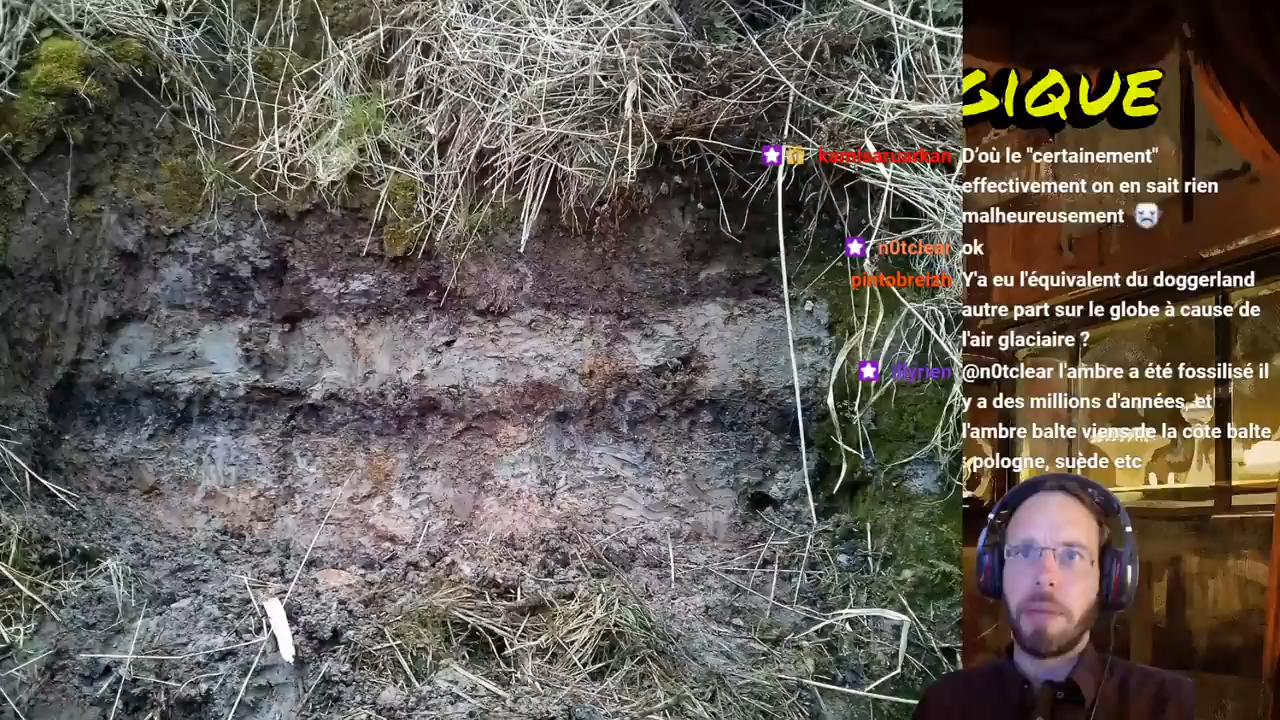 GIQUE
kamisaruarkan D'où le "certainement"
effectivement on en sait rien
malheureusement
n0tclear ok
pintobreizh Y'a eu l'équivalent du doggerland
autre part sur le globe à cause de
l'air glaciaire ?
illyrien @n0tclear l'ambre a été fossilisé il
y a des millions d'années, et
l'ambre balte viens de la côte balte
: pologne, suède etc